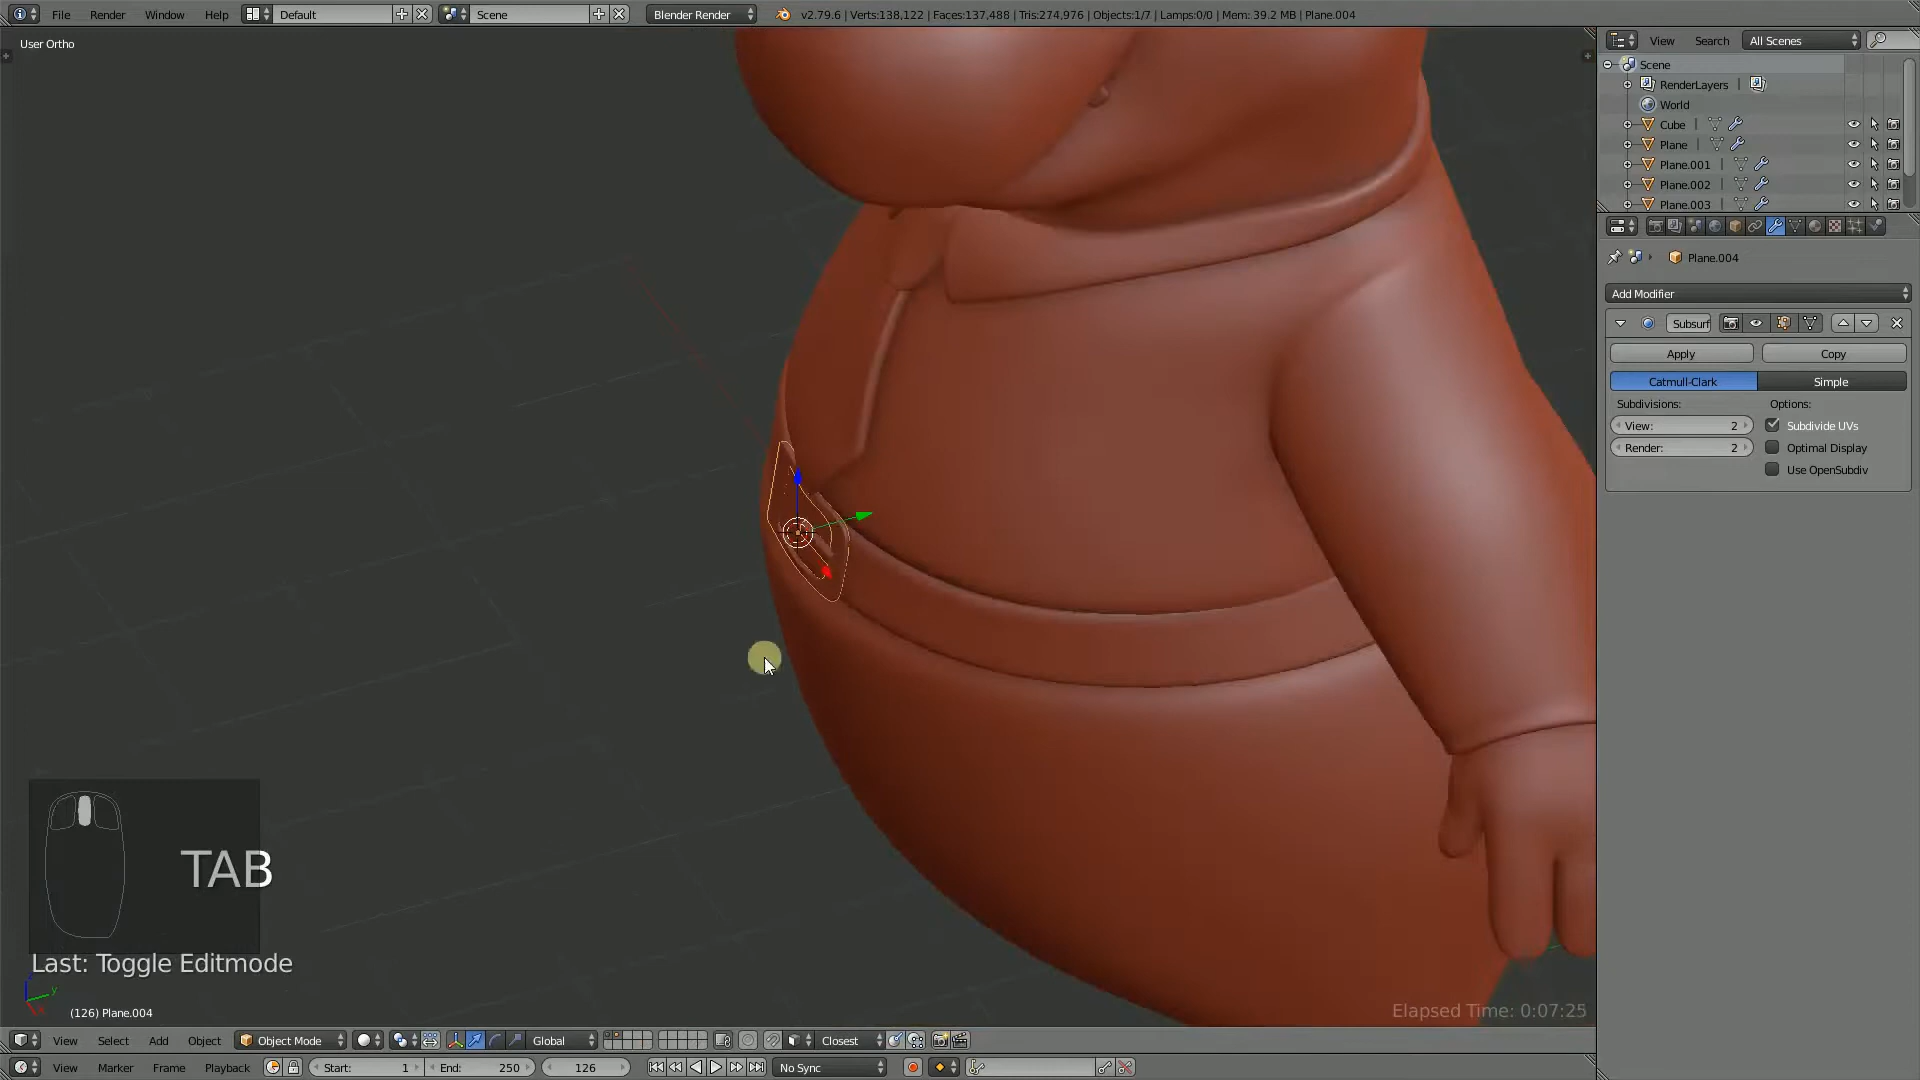 File Render Window Help Default Scene Blender Render v2.79.6 | Verts:138,122 | Faces:137,488 | Tris:274,976 | Objects:1/7 | Lamps:0/0 | Mem: 39.2 MB | Plane.004
User Ortho
View Search All Scenes
Scene
RenderLayers |
World
Cube |
Plane |
Plane.001 |
Plane.002 |
Plane.003 |
Plane.004
Add Modifier
Subsurf
Apply Copy
Catmull-Clark Simple
Subdivisions: Options:
View: 2 Subdivide UVs
Render: 2 Optimal Display
Use OpenSubdiv
TAB
Last: Toggle Editmode
y
(126) Plane.004
Elapsed Time: 0:07:25
View Select Add Object Object Mode Global Closest
View Marker Frame Playback Start: 1 End: 250 126 No Sync